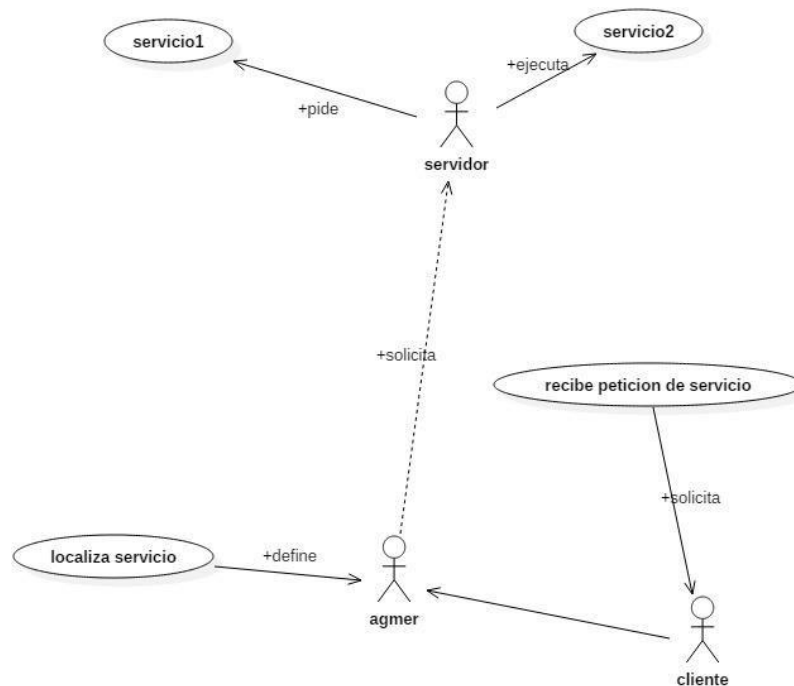 servicio1
servicio2
+ejecuta
+pide
servidor
+solicita
recibe peticion de servicio
+solicita
localiza servicio
+define
agmer
cliente